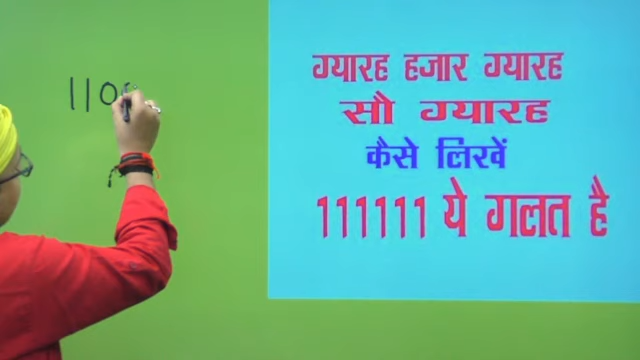 110
ग्यारह हजार ग्यारह
सौ ग्यारह
कैसे लिखें
111111 ये गलत है